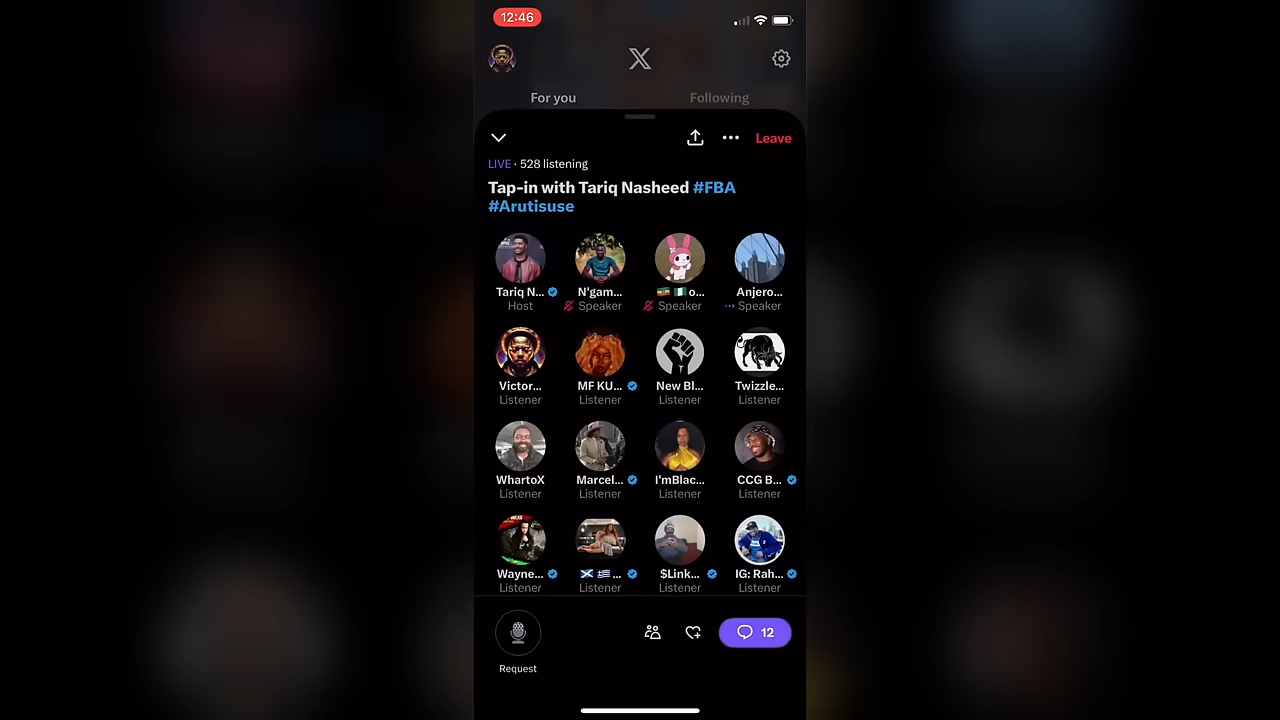 12:46
For you Following
Leave
LIVE · 528 listening
Tap-in with Tariq Nasheed #FBA
#Arutisuse
Tariq N... N'gam... 🇪🇹 🇳🇬 o... Anjero...
Host Speaker Speaker Speaker
Victor... MF KU... New Bl... Twizzle...
Listener Listener Listener Listener
WhartoX Marcel... I'mBlac... CCG B...
Listener Listener Listener Listener
Wayne... 🏴󠁧󠁢󠁳󠁣󠁴󠁿 🇬🇷 ... $Link... IG: Rah...
Listener Listener Listener Listener
12
Request